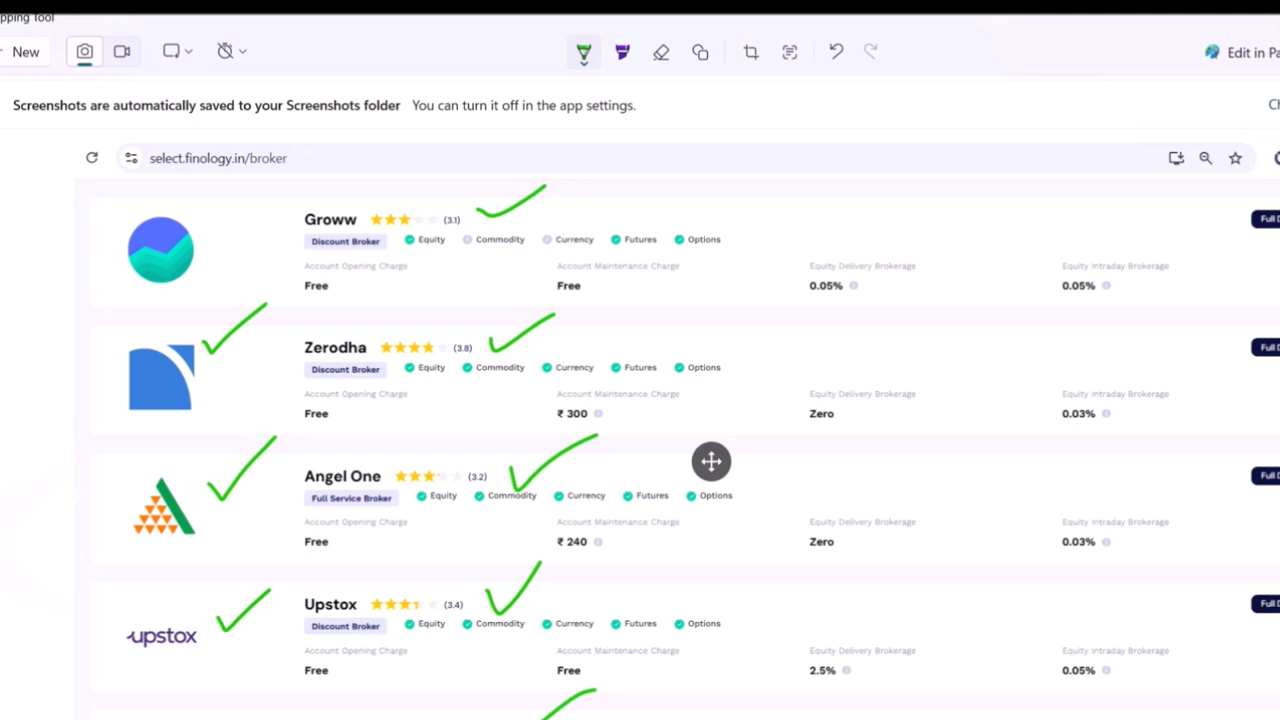 pping Tool
New
Edit in Pa
Screenshots are automatically saved to your Screenshots folder You can turn it off in the app settings.
select.finology.in/broker
Groww (3.1)
Full D
Discount Broker Equity Commodity Currency Futures Options
Account Opening Charge Account Maintenance Charge Equity Delivery Brokerage Equity Intraday Brokerage
Free Free 0.05% 0.05%
Zerodha (3.8)
Full D
Discount Broker Equity Commodity Currency Futures Options
Account Opening Charge Account Maintenance Charge Equity Delivery Brokerage Equity Intraday Brokerage
Free ₹ 300 Zero 0.03%
Angel One (3.2)
Full D
Full Service Broker Equity Commodity Currency Futures Options
Account Opening Charge Account Maintenance Charge Equity Delivery Brokerage Equity Intraday Brokerage
Free ₹ 240 Zero 0.03%
Upstox (3.4)
Full D
upstox
Discount Broker Equity Commodity Currency Futures Options
Account Opening Charge Account Maintenance Charge Equity Delivery Brokerage Equity Intraday Brokerage
Free Free 2.5% 0.05%